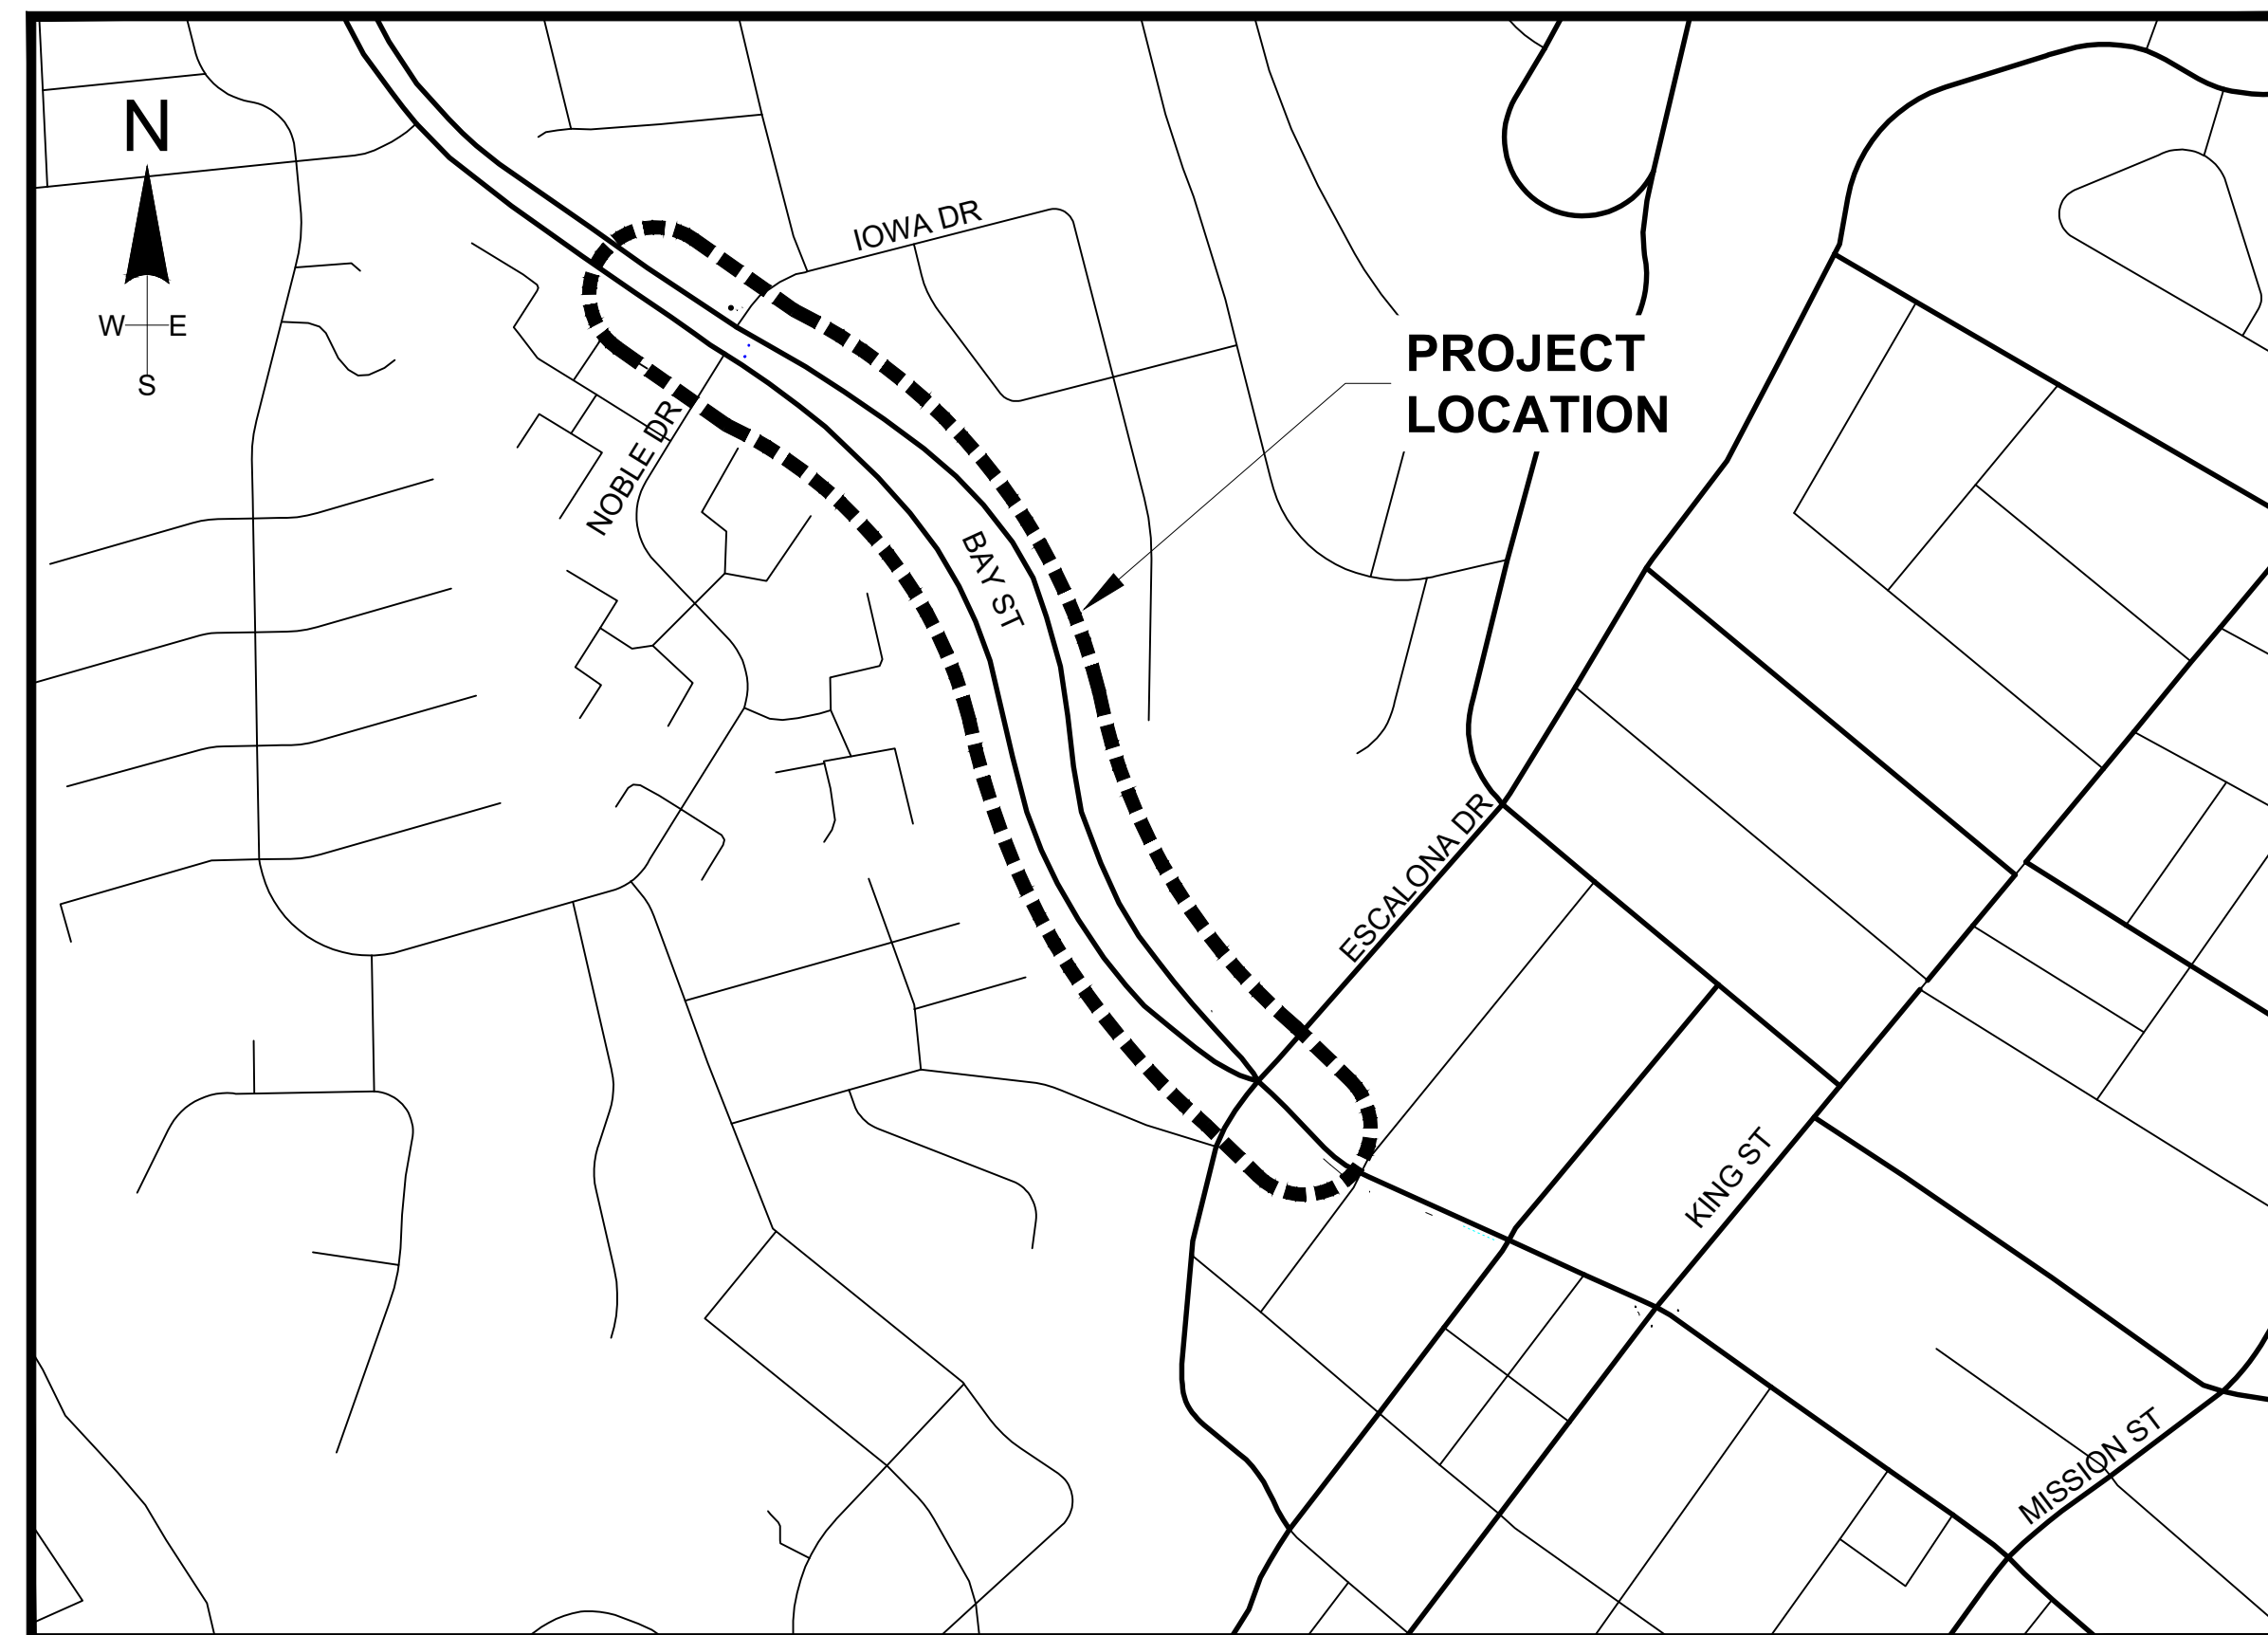 N
IOWA DR
W E
S
PROJECT
LOCATION
NOBLE DR
BAY ST
ESCALONA DR
KING ST
MISSION ST